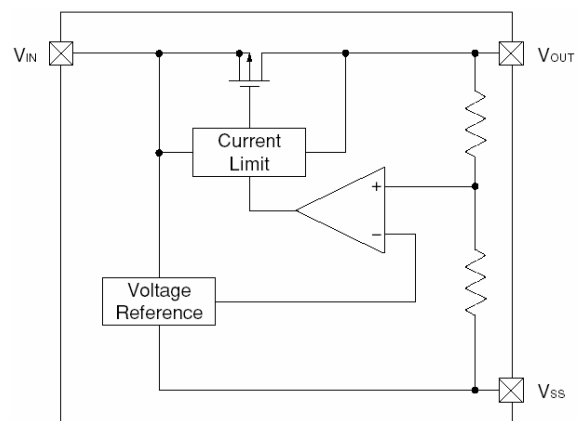 VIN
VOUT
Current
Limit
+
−
Voltage
Reference
VSS